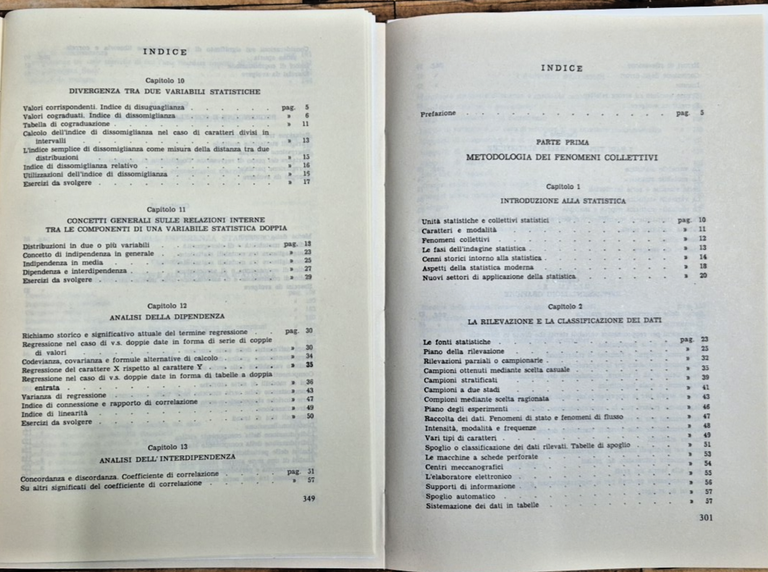 INDICE
Capitolo 10
DIVERGENZA TRA DUE VARIABILI STATISTICHE
Valori corrispondenti. Indice di disuguaglianza . . . . . . pag. 5
Valori cograduati. Indice di dissomiglianza . . . . . . . » 6
Tabella di cograduazione . . . . . . . . . . » 11
Calcolo dell'indice di dissomiglianza nel caso di caratteri divisi in
intervalli . . . . . . . . . . . . » 13
L'indice semplice di dissomiglianza come misura della distanza tra due
distribuzioni . . . . . . . . . . . » 15
Indice di dissomiglianza relativo . . . . . . . . » 16
Utilizzazioni dell'indice di dissomiglianza . . . . . . » 15
Esercizi da svolgere . . . . . . . . . . . » 17
Capitolo 11
CONCETTI GENERALI SULLE RELAZIONI INTERNE
TRA LE COMPONENTI DI UNA VARIABILE STATISTICA DOPPIA
Distribuzioni in due o più variabili . . . . . . . . pag. 18
Concetto di indipendenza in generale . . . . . . . » 23
Indipendenza in media . . . . . . . . . . » 25
Dipendenza e interdipendenza . . . . . . . . . » 27
Esercizi da svolgere . . . . . . . . . . . » 29
Capitolo 12
ANALISI DELLA DIPENDENZA
Richiamo storico e significativo attuale del termine regressione . . pag. 30
Regressione nel caso di v.s. doppie date in forma di serie di coppie
di valori . . . . . . . . . . . . » 30
Codevianza, covarianza e formule alternative di calcolo . . . . » 34
Regressione del carattere X rispetto al carattere Y . . . . . » 35
Regressione nel caso di v.s. doppie date in forma di tabelle a doppia
entrata . . . . . . . . . . . . » 36
Varianza di regressione . . . . . . . . . . » 43
Indice di connessione e rapporto di correlazione . . . . . » 47
Indice di linearità . . . . . . . . . . . » 49
Esercizi da svolgere . . . . . . . . . . . » 50
Capitolo 13
ANALISI DELL'INTERDIPENDENZA
Concordanza e discordanza. Coefficiente di correlazione . . . . pag. 51
Su altri significati del coefficiente di correlazione . . . . . » 57
349
INDICE
Prefazione . . . . . . . . . . . . pag. 5
PARTE PRIMA
METODOLOGIA DEI FENOMENI COLLETTIVI
Capitolo 1
INTRODUZIONE ALLA STATISTICA
Unità statistiche e collettivi statistici . . . . . . . pag. 10
Caratteri e modalità . . . . . . . . . . » 11
Fenomeni collettivi . . . . . . . . . . . » 12
Le fasi dell'indagine statistica . . . . . . . . . » 13
Cenni storici intorno alla statistica . . . . . . . . » 14
Aspetti della statistica moderna . . . . . . . . » 18
Nuovi settori di applicazione della statistica . . . . . . » 20
Capitolo 2
LA RILEVAZIONE E LA CLASSIFICAZIONE DEI DATI
Le fonti statistiche . . . . . . . . . . . pag. 23
Piano della rilevazione . . . . . . . . . . » 25
Rilevazioni parziali o campionarie . . . . . . . . » 32
Campioni ottenuti mediante scelta casuale . . . . . . » 35
Campioni stratificati . . . . . . . . . . » 39
Campioni a due stadi . . . . . . . . . . » 41
Compioni mediante scelta ragionata . . . . . . . . » 43
Piano degli esperimenti . . . . . . . . . . » 46
Raccolta dei dati. Fenomeni di stato e fenomeni di flusso . . . » 47
Intensità, modalità e frequenze . . . . . . . . » 48
Vari tipi di caratteri . . . . . . . . . . » 49
Spoglio o classificazione dei dati rilevati. Tabelle di spoglio . . . » 51
Le macchine a schede perforate . . . . . . . . » 53
Centri meccanografici . . . . . . . . . . » 54
L'elaboratore elettronico . . . . . . . . . . » 55
Supporti di informazione . . . . . . . . . . » 56
Spoglio automatico . . . . . . . . . . . » 57
Sistemazione dei dati in tabelle . . . . . . . . » 57
301